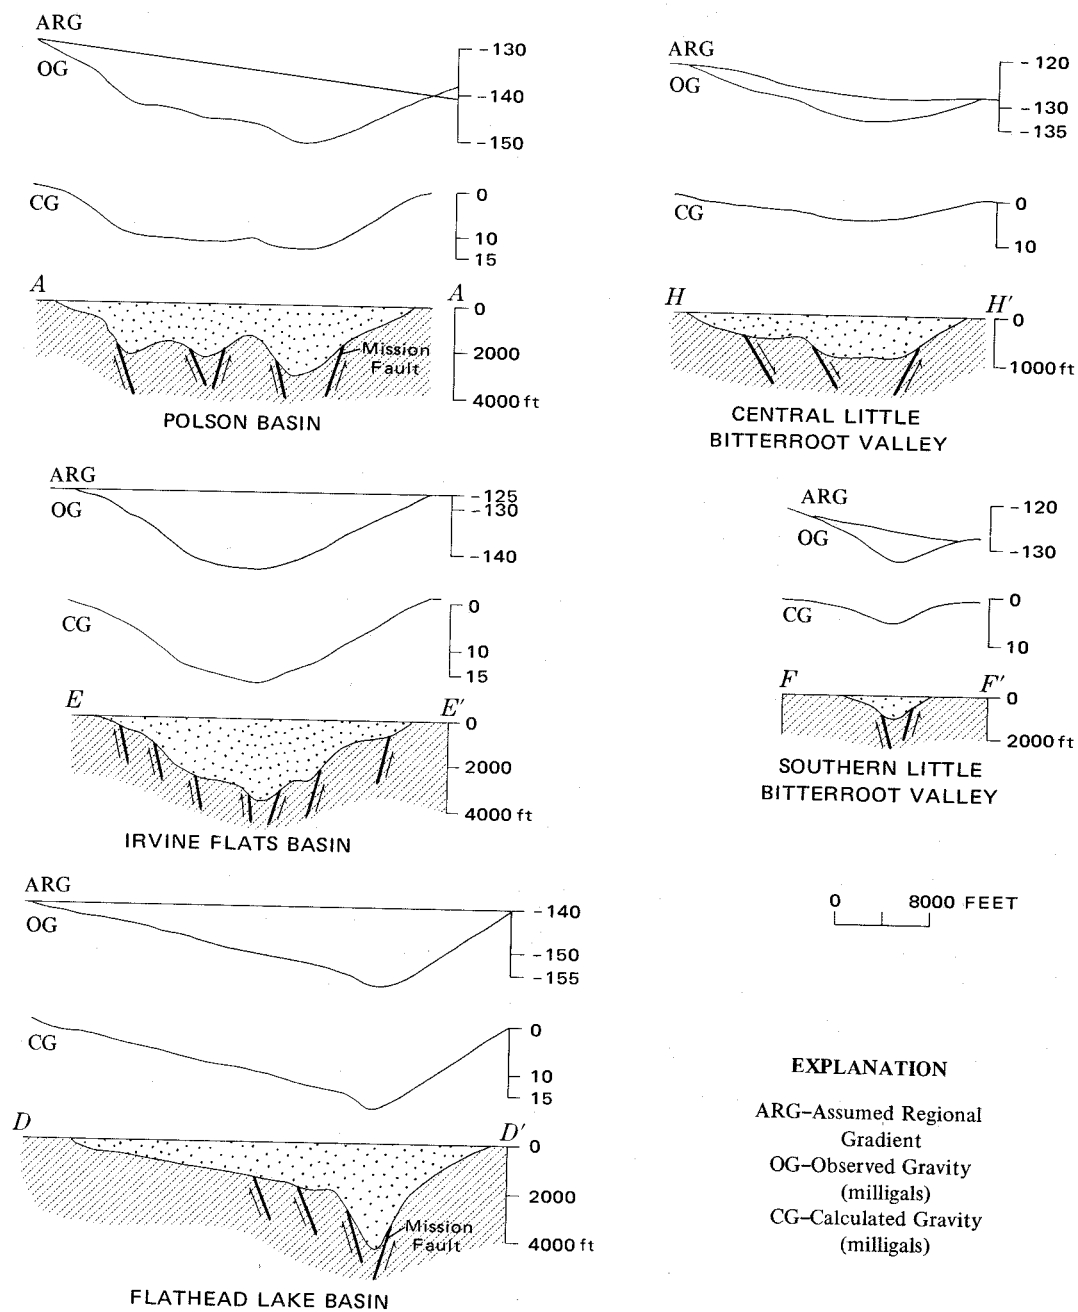 ARG
OG
-130
-140
-150
CG
0
10
15
A
A
0
2000
4000 ft
Mission
Fault
POLSON BASIN
ARG
OG
-120
-130
-135
CG
0
10
H
H'
0
1000 ft
CENTRAL LITTLE
BITTERROOT VALLEY
ARG
OG
-125
-130
-140
CG
0
10
15
E
E'
0
2000
4000 ft
IRVINE FLATS BASIN
ARG
OG
-120
-130
CG
0
10
F
F'
0
2000 ft
SOUTHERN LITTLE
BITTERROOT VALLEY
ARG
OG
-140
-150
-155
CG
0
10
15
D
D'
0
2000
4000 ft
Mission
Fault
FLATHEAD LAKE BASIN
0 8000 FEET
EXPLANATION
ARG–Assumed Regional
Gradient
OG–Observed Gravity
(milligals)
CG–Calculated Gravity
(milligals)